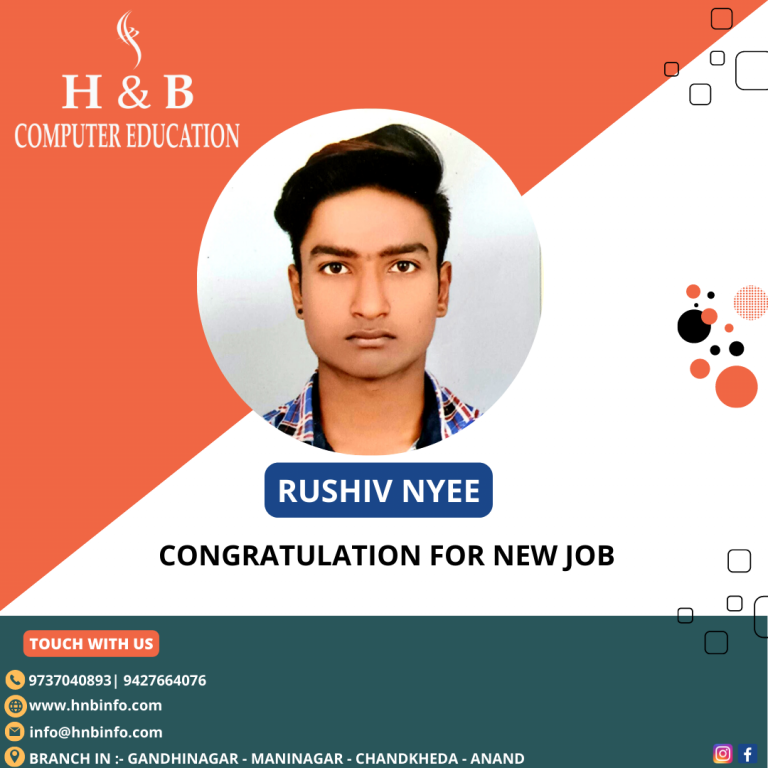 H & B
COMPUTER EDUCATION
RUSHIV NYEE
CONGRATULATION FOR NEW JOB
TOUCH WITH US
9737040893| 9427664076
www.hnbinfo.com
info@hnbinfo.com
BRANCH IN :- GANDHINAGAR - MANINAGAR - CHANDKHEDA - ANAND